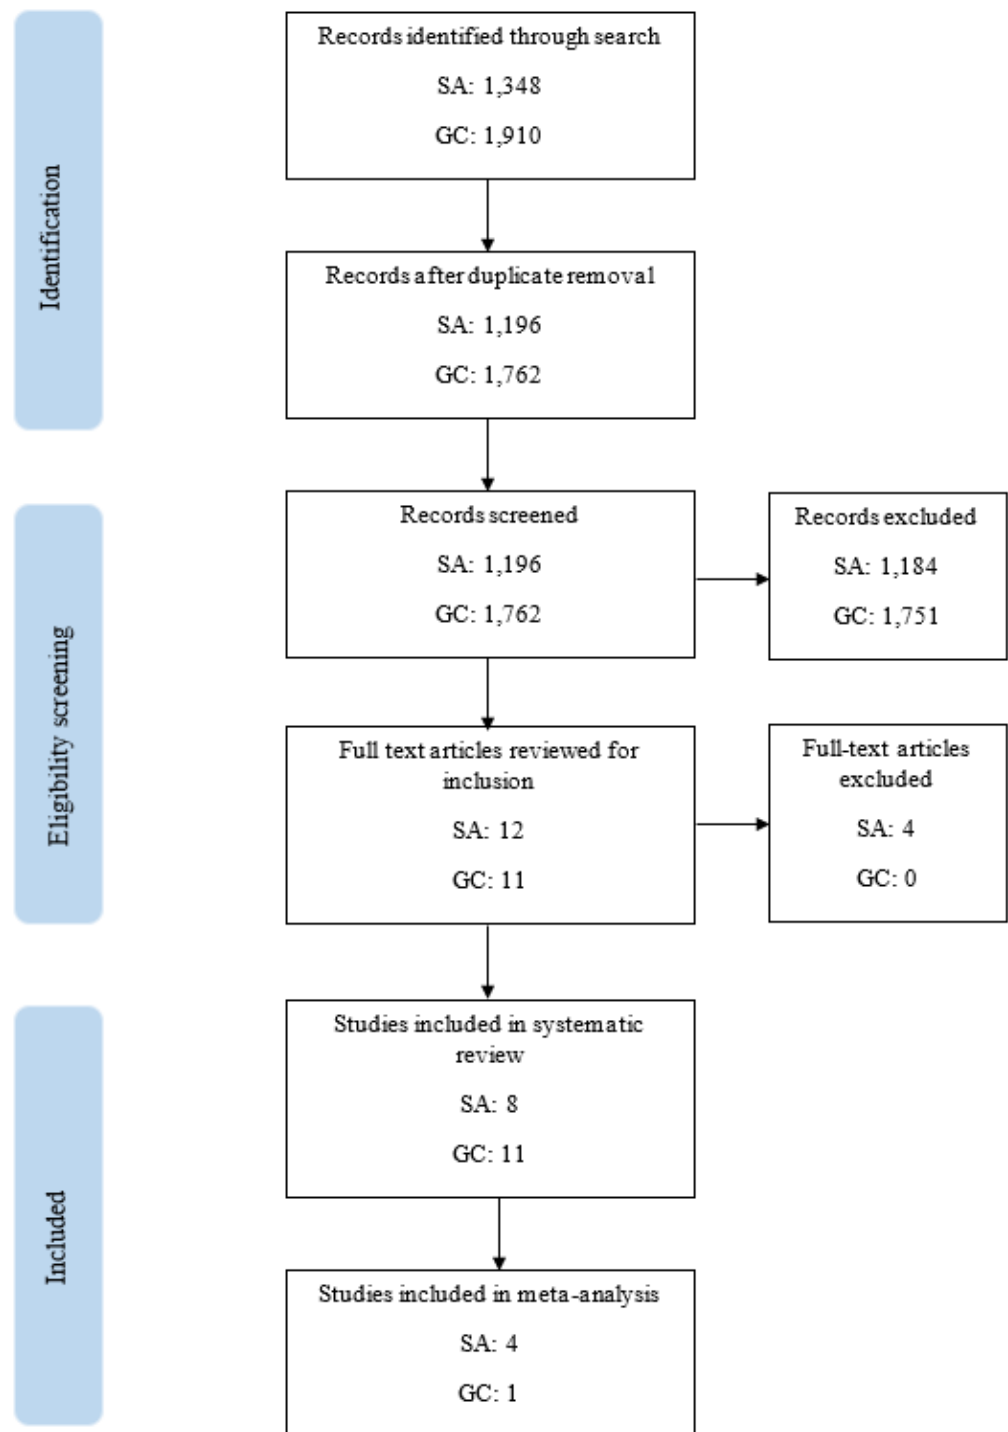 Identification
Records identified through search
SA: 1,348
GC: 1,910
Records after duplicate removal
SA: 1,196
GC: 1,762
Eligibility screening
Records screened
SA: 1,196
GC: 1,762
Records excluded
SA: 1,184
GC: 1,751
Full text articles reviewed for
inclusion
SA: 12
GC: 11
Full-text articles
excluded
SA: 4
GC: 0
Included
Studies included in systematic
review
SA: 8
GC: 11
Studies included in meta-analysis
SA: 4
GC: 1